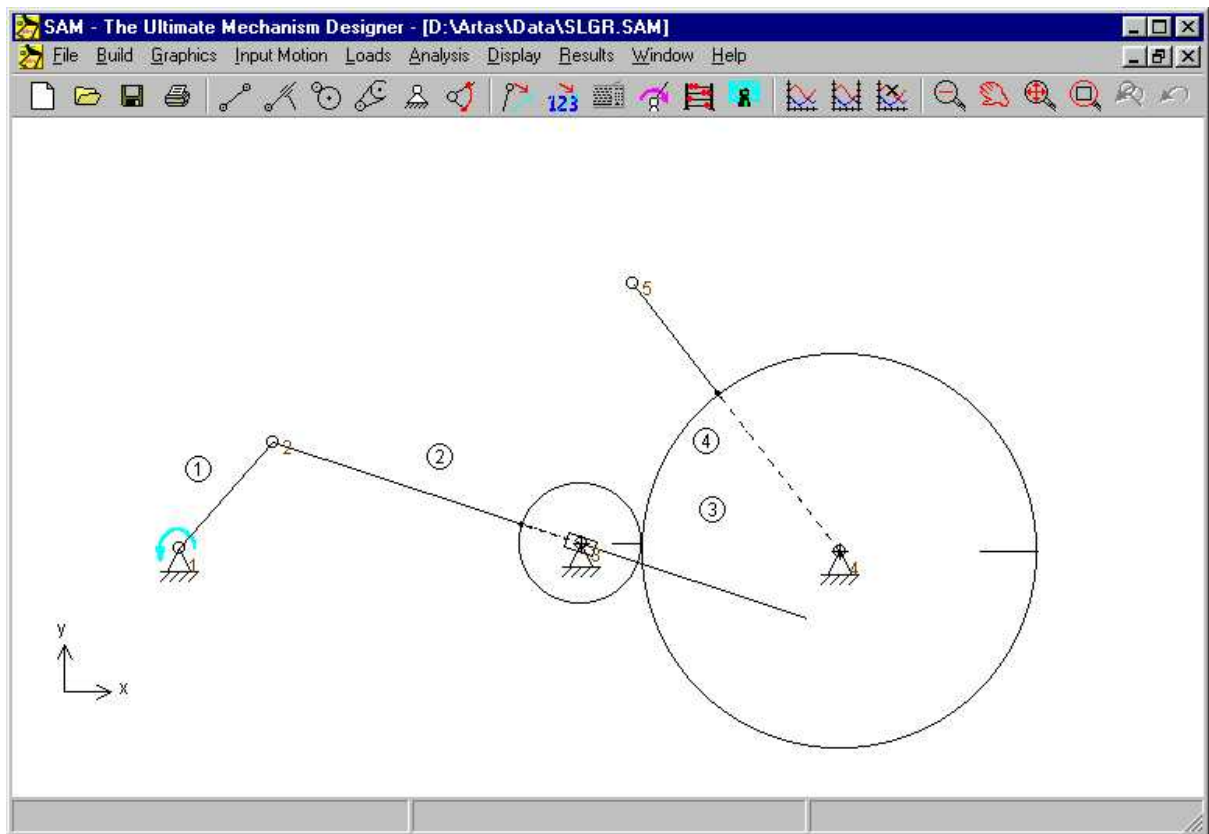 SAM - The Ultimate Mechanism Designer - [D:\Artas\Data\SLGR.SAM]
File Build Graphics Input Motion Loads Analysis Display Results Window Help
123
5
4
2
2
1
3
1
3
4
y
x